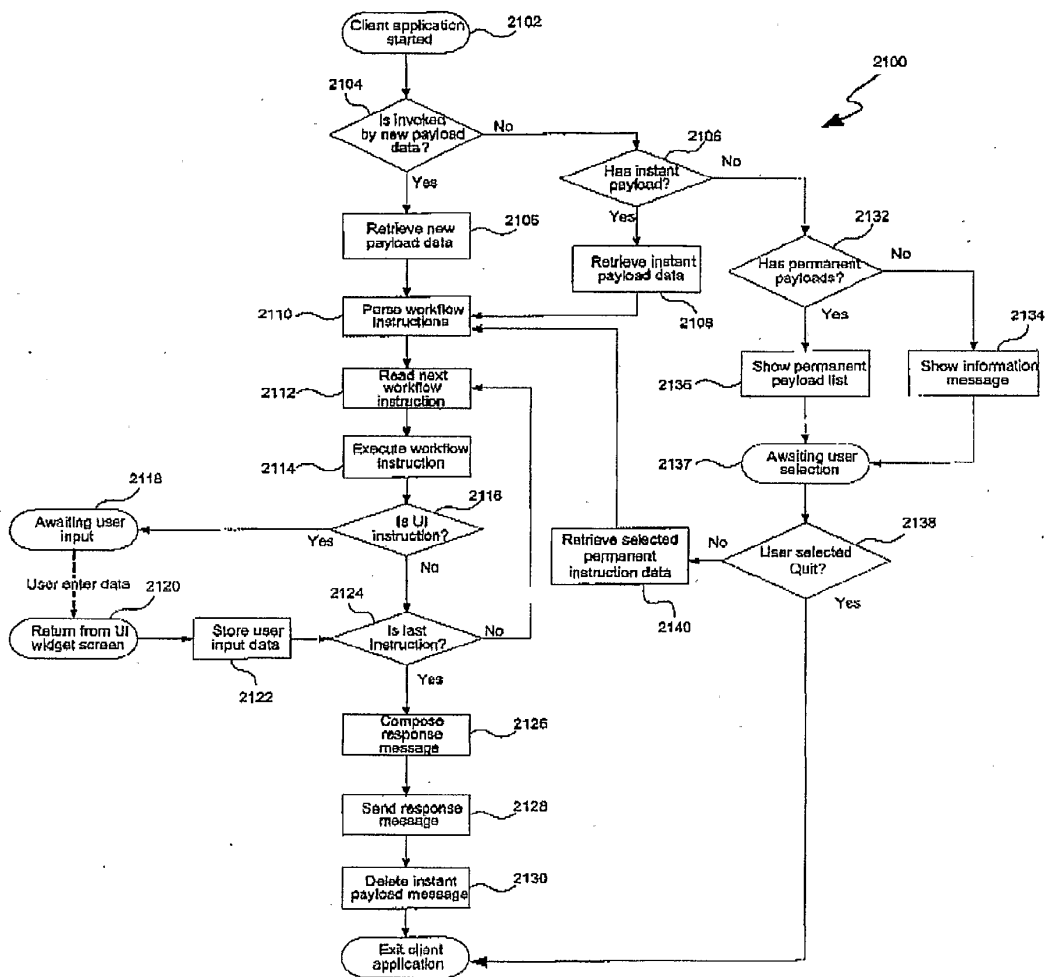 Client application
started
2102
2100
2104
Is invoked
by new payload
data?
No
Yes
2106
Has instant
payload?
No
Yes
Retrieve new
payload data
2106
2132
Has permanent
payloads?
No
Yes
Retrieve instant
payload data
2108
2110
Parse workflow
instructions
2134
Show information
message
2136
Show permanent
payload list
2112
Read next
workflow
instruction
2114
Execute workflow
instruction
2137
Awaiting user
selection
2118
Awaiting user
input
2116
Is UI
instruction?
Yes
No
2138
User selected
Quit?
No
Yes
Retrieve selected
permanent
instruction data
2140
User enter data
2120
Return from UI
widget screen
Store user
input data
2122
2124
Is last
Instruction?
No
Yes
Compose
response
message
2126
Send response
message
2128
Delete instant
payload message
2130
Exit client
application